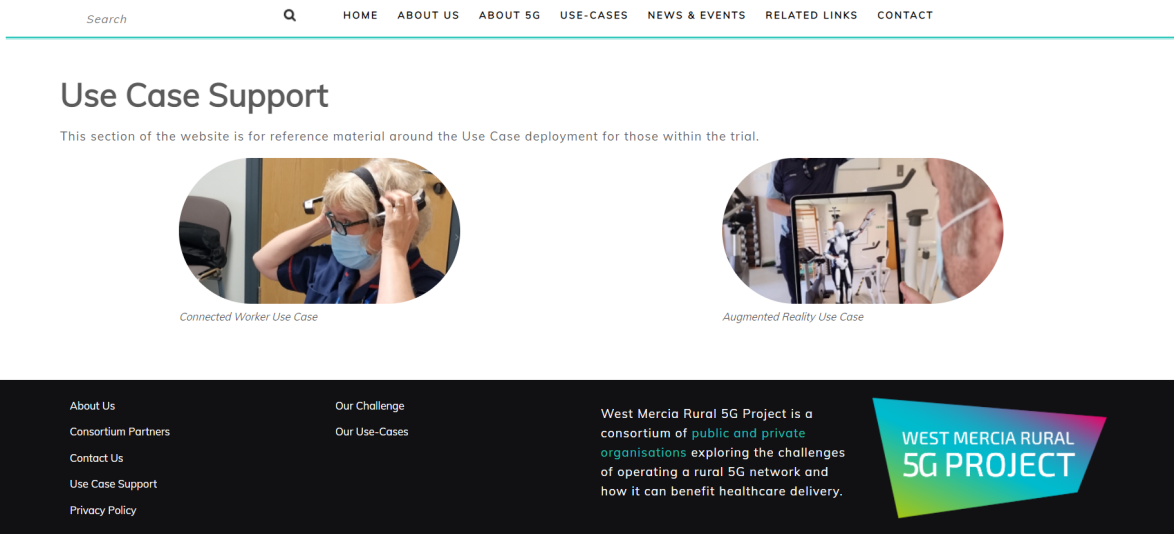 Search
HOME ABOUT US ABOUT 5G USE-CASES NEWS & EVENTS RELATED LINKS CONTACT
Use Case Support
This section of the website is for reference material around the Use Case deployment for those within the trial.
Connected Worker Use Case
Augmented Reality Use Case
About Us
Consortium Partners
Contact Us
Use Case Support
Privacy Policy
Our Challenge
Our Use-Cases
West Mercia Rural 5G Project is a
consortium of public and private
organisations exploring the challenges
of operating a rural 5G network and
how it can benefit healthcare delivery.
WEST MERCIA RURAL
5G PROJECT